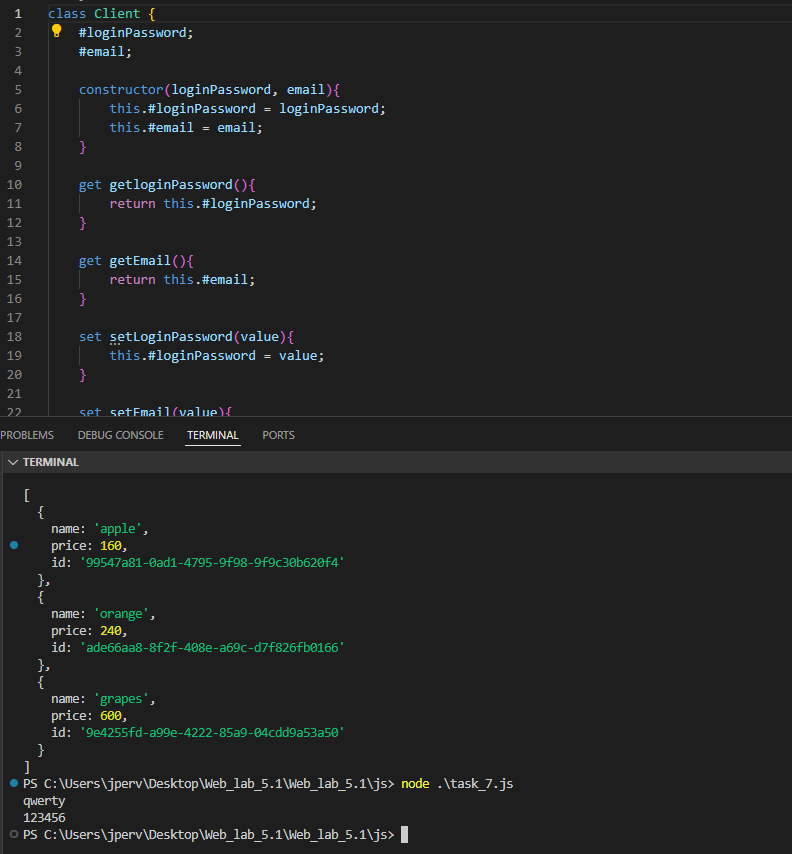 1 class Client {
2 #loginPassword;
3 #email;
4
5 constructor(loginPassword, email){
6 this.#loginPassword = loginPassword;
7 this.#email = email;
8 }
9
10 get getloginPassword(){
11 return this.#loginPassword;
12 }
13
14 get getEmail(){
15 return this.#email;
16 }
17
18 set setLoginPassword(value){
19 this.#loginPassword = value;
20 }
21
22 set setEmail(value){
PROBLEMS DEBUG CONSOLE TERMINAL PORTS
TERMINAL
[
{
name: 'apple',
price: 160,
id: '99547a81-0ad1-4795-9f98-9f9c30b620f4'
},
{
name: 'orange',
price: 240,
id: 'ade66aa8-8f2f-408e-a69c-d7f826fb0166'
},
{
name: 'grapes',
price: 600,
id: '9e4255fd-a99e-4222-85a9-04cdd9a53a50'
}
]
PS C:\Users\jperv\Desktop\Web_lab_5.1\Web_lab_5.1\js> node .\task_7.js
qwerty
123456
PS C:\Users\jperv\Desktop\Web_lab_5.1\Web_lab_5.1\js>